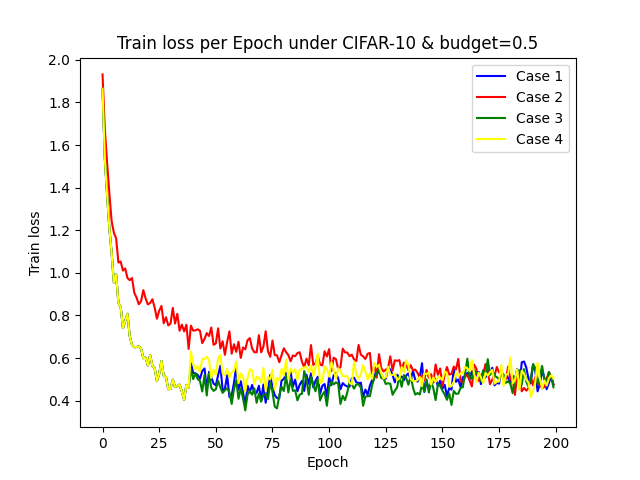 Train loss per Epoch under CIFAR-10 & budget=0.5
Train loss
2.0
1.8
1.6
1.4
1.2
1.0
0.8
0.6
0.4
Case 1
Case 2
Case 3
Case 4
0 25 50 75 100 125 150 175 200
Epoch